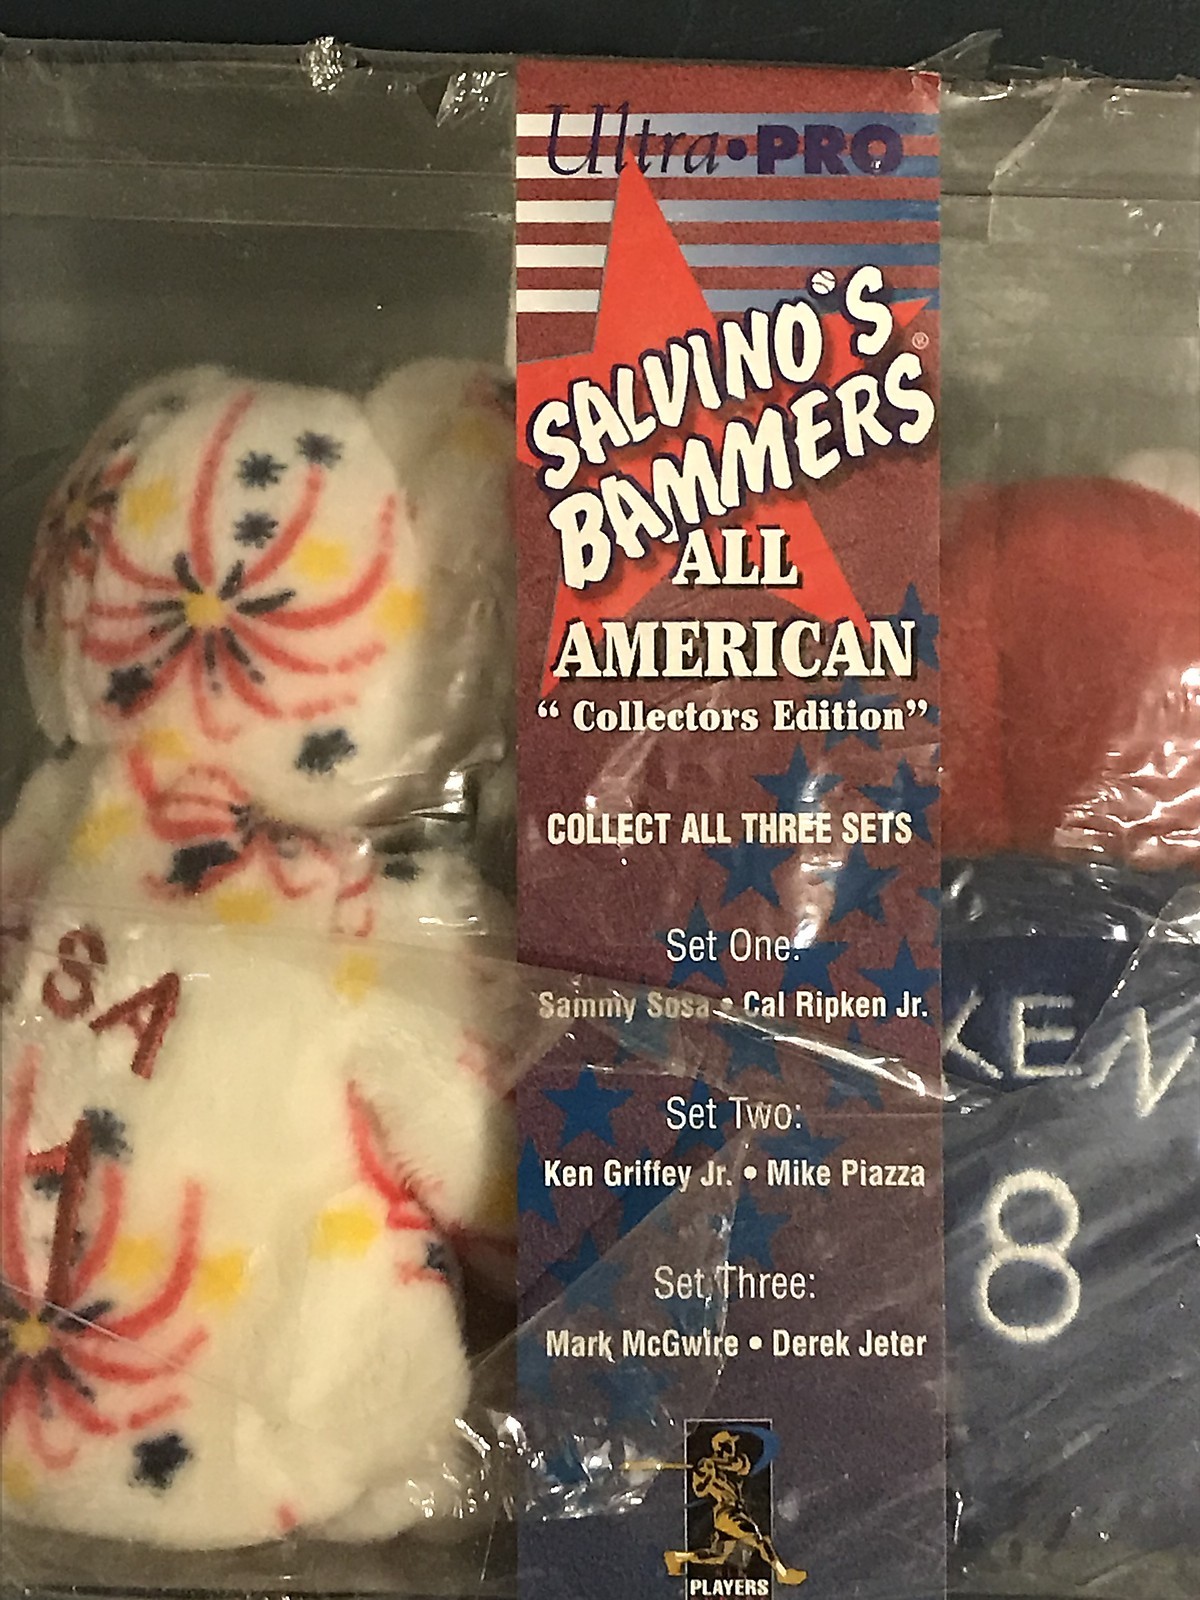 Ultra•PRO
SALVINO'S
BAMMERS®
ALL
AMERICAN
“ Collectors Edition”
COLLECT ALL THREE SETS
Set One:
Sammy Sosa • Cal Ripken Jr.
Set Two:
Ken Griffey Jr. • Mike Piazza
Set Three:
Mark McGwire • Derek Jeter
PLAYERS
SA
KEN
8